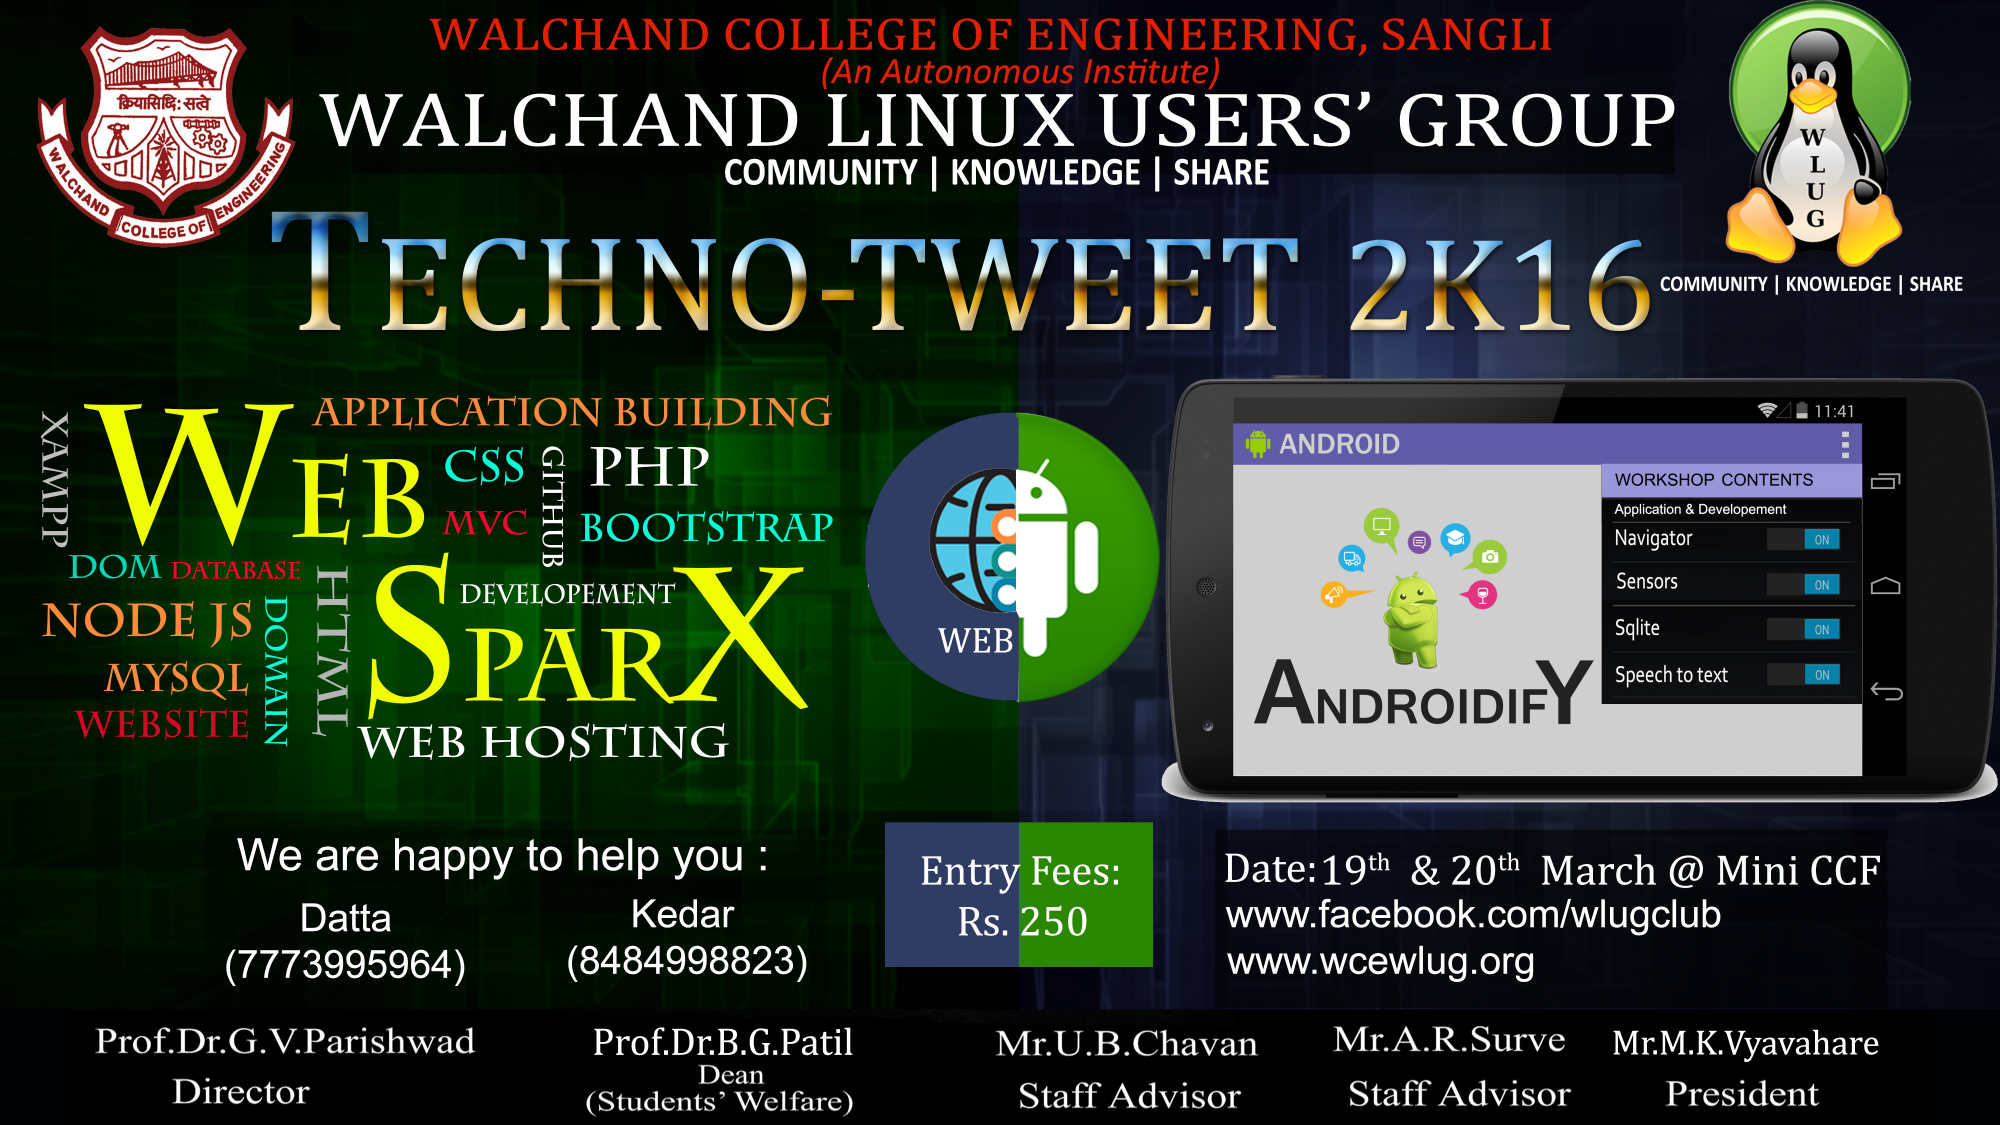 WALCHAND COLLEGE OF ENGINEERING, SANGLI
(An Autonomous Institute)
WALCHAND LINUX USERS’ GROUP
COMMUNITY | KNOWLEDGE | SHARE
क्रियासिध्दि: सत्वे
WALCHAND COLLEGE OF ENGINEERING
W
L
U
G
COMMUNITY | KNOWLEDGE | SHARE
TECHNO-TWEET 2K16
XAMPP
WEB
APPLICATION BUILDING
CSS
GITHUB
PHP
MVC
BOOTSTRAP
DOM
DATABASE
HTML
SPARX
DEVELOPEMENT
NODE JS
DOMAIN
MYSQL
WEBSITE
WEB HOSTING
WEB
11:41
ANDROID
WORKSHOP CONTENTS
Application & Developement
Navigator ON
Sensors ON
Sqlite ON
Speech to text ON
ANDROIDIFY
We are happy to help you :
Datta
(7773995964)
Kedar
(8484998823)
Entry Fees:
Rs. 250
Date:19th & 20th March @ Mini CCF
www.facebook.com/wlugclub
www.wcewlug.org
Prof.Dr.G.V.Parishwad
Director
Prof.Dr.B.G.Patil
Dean
(Students’ Welfare)
Mr.U.B.Chavan
Staff Advisor
Mr.A.R.Surve
Staff Advisor
Mr.M.K.Vyavahare
President